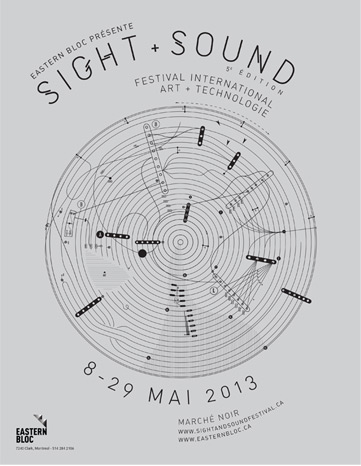 EASTERN BLOC PRÉSENTE
SIGHT + SOUND
5e ÉDITION
FESTIVAL INTERNATIONAL
ART + TECHNOLOGIE
8-29 MAI 2013
MARCHÉ NOIR
WWW.SIGHTANDSOUNDFESTIVAL.CA
WWW.EASTERNBLOC.CA
EASTERN
BLOC